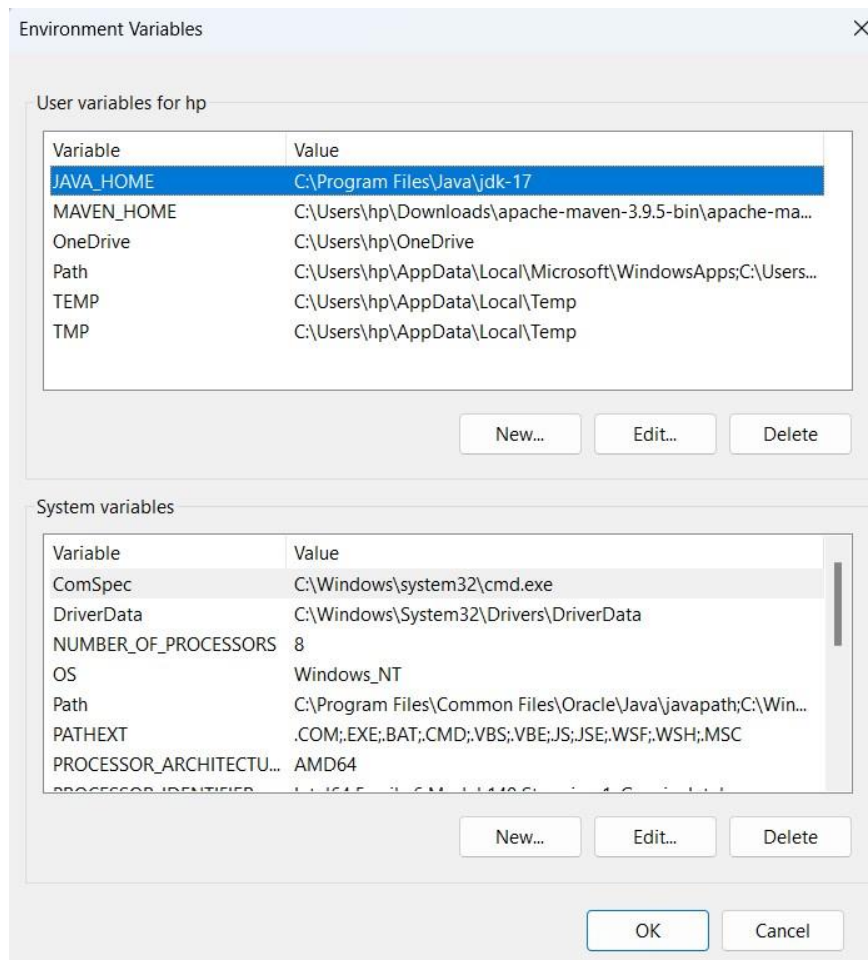 Environment Variables
User variables for hp
Variable Value
JAVA_HOME C:\Program Files\Java\jdk-17
MAVEN_HOME C:\Users\hp\Downloads\apache-maven-3.9.5-bin\apache-ma...
OneDrive C:\Users\hp\OneDrive
Path C:\Users\hp\AppData\Local\Microsoft\WindowsApps;C:\Users...
TEMP C:\Users\hp\AppData\Local\Temp
TMP C:\Users\hp\AppData\Local\Temp
New... Edit... Delete
System variables
Variable Value
ComSpec C:\Windows\system32\cmd.exe
DriverData C:\Windows\System32\Drivers\DriverData
NUMBER_OF_PROCESSORS 8
OS Windows_NT
Path C:\Program Files\Common Files\Oracle\Java\javapath;C:\Win...
PATHEXT .COM;.EXE;.BAT;.CMD;.VBS;.VBE;.JS;.JSE;.WSF;.WSH;.MSC
PROCESSOR_ARCHITECTU... AMD64
New... Edit... Delete
OK Cancel